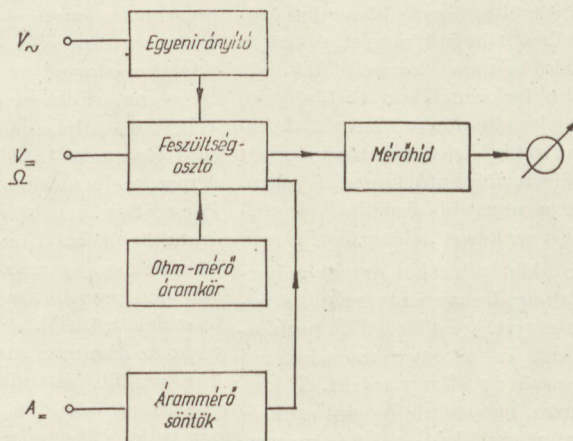 V~
Egyenirányító
V=
Ω
Feszültség-
osztó
Mérőhíd
Ohm-mérő
áramkör
A=
Árammérő
söntök